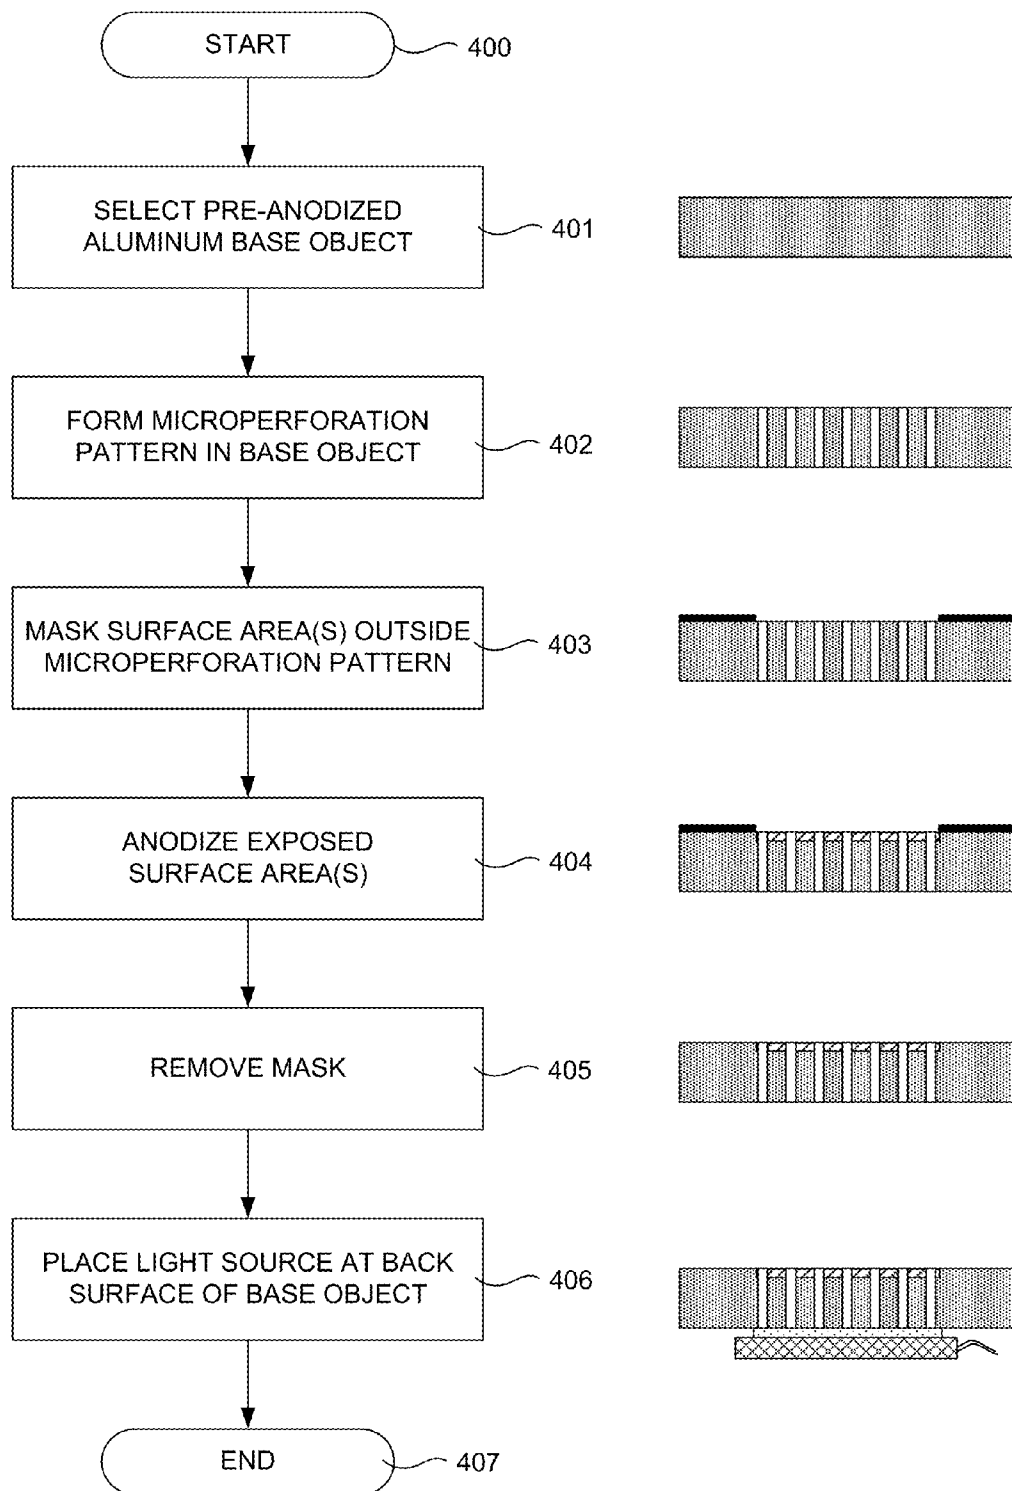 START
400
SELECT PRE-ANODIZED
ALUMINUM BASE OBJECT
401
FORM MICROPERFORATION
PATTERN IN BASE OBJECT
402
MASK SURFACE AREA(S) OUTSIDE
MICROPERFORATION PATTERN
403
ANODIZE EXPOSED
SURFACE AREA(S)
404
REMOVE MASK
405
PLACE LIGHT SOURCE AT BACK
SURFACE OF BASE OBJECT
406
END
407